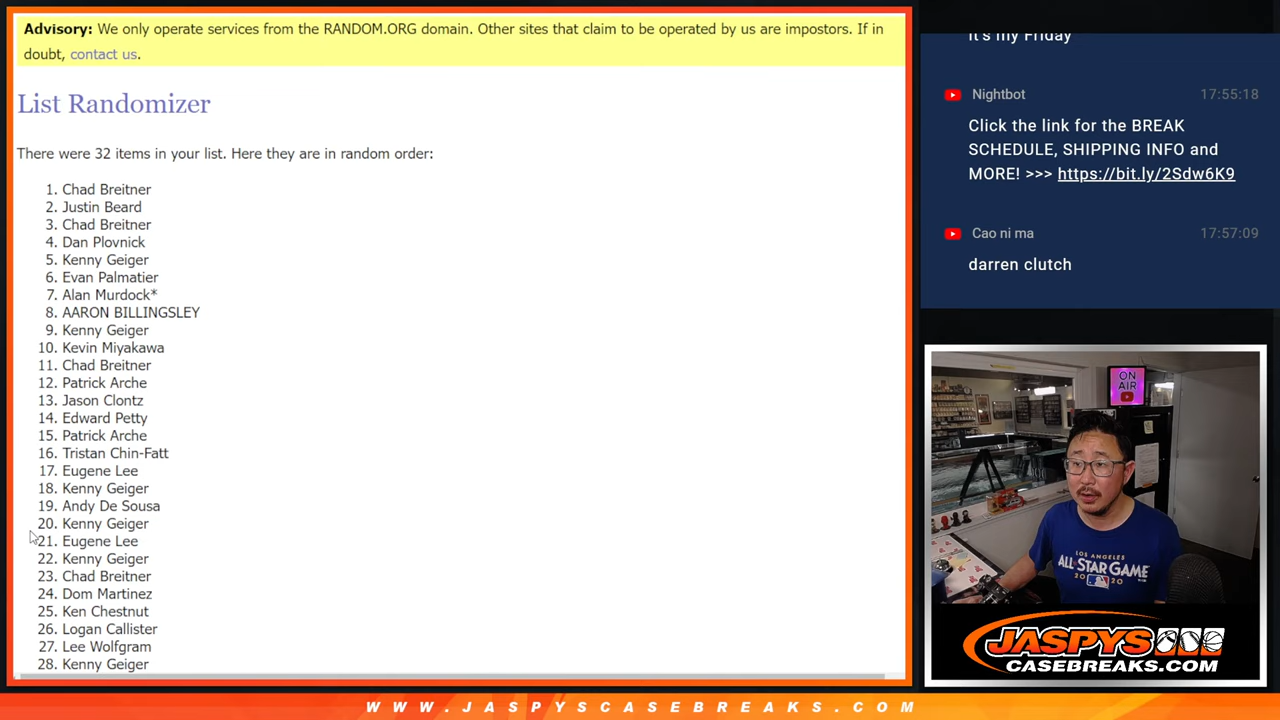 Advisory: We only operate services from the RANDOM.ORG domain. Other sites that claim to be operated by us are impostors. If in
doubt, contact us.
List Randomizer
There were 32 items in your list. Here they are in random order:
1. Chad Breitner
2. Justin Beard
3. Chad Breitner
4. Dan Plovnick
5. Kenny Geiger
6. Evan Palmatier
7. Alan Murdock*
8. AARON BILLINGSLEY
9. Kenny Geiger
10. Kevin Miyakawa
11. Chad Breitner
12. Patrick Arche
13. Jason Clontz
14. Edward Petty
15. Patrick Arche
16. Tristan Chin-Fatt
17. Eugene Lee
18. Kenny Geiger
19. Andy De Sousa
20. Kenny Geiger
21. Eugene Lee
22. Kenny Geiger
23. Chad Breitner
24. Dom Martinez
25. Ken Chestnut
26. Logan Callister
27. Lee Wolfgram
28. Kenny Geiger
it's my Friday
Nightbot 17:55:18
Click the link for the BREAK
SCHEDULE, SHIPPING INFO and
MORE! >>> https://bit.ly/2Sdw6K9
Cao ni ma 17:57:09
darren clutch
ON
AIR
LOS ANGELES
ALL STAR GAME
2020
JASPYS
CASEBREAKS.COM
WWW.JASPYSCASEBREAKS.COM